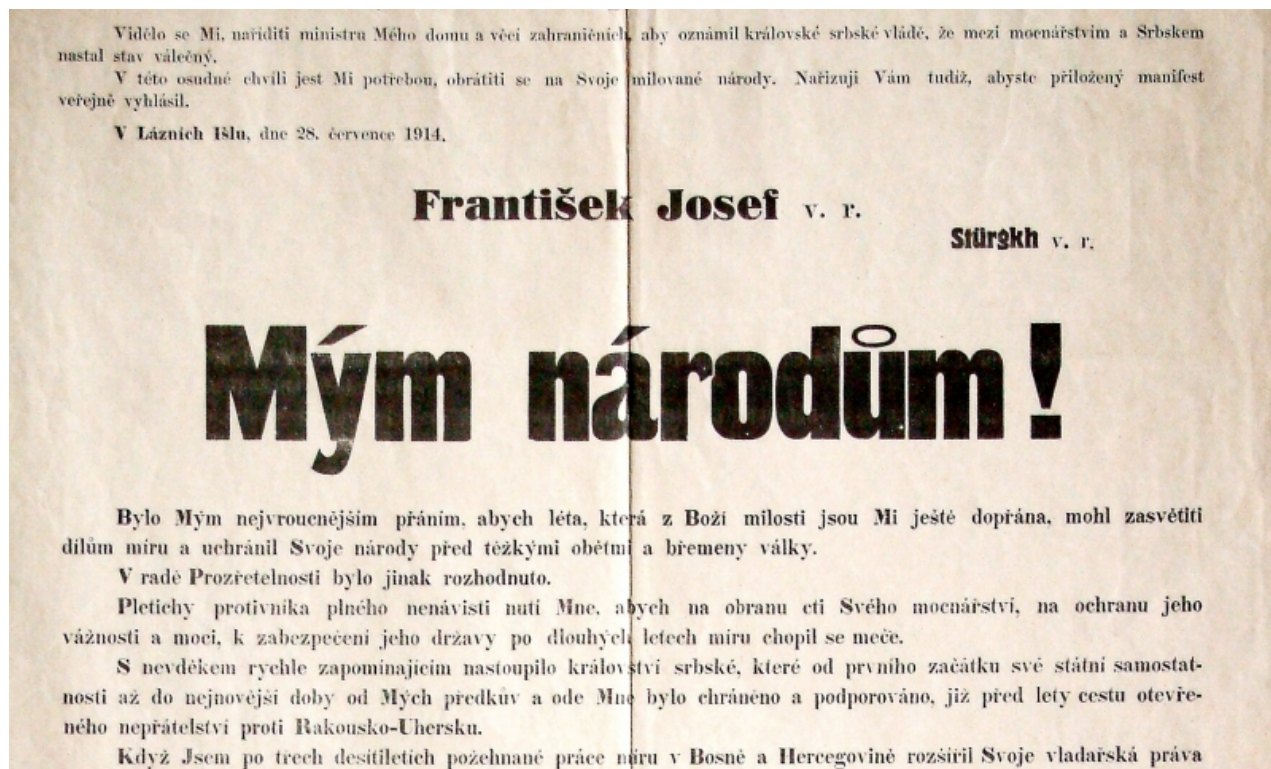 Vidělo se Mi, naříditi ministru Mého domu a věcí zahraničních, aby oznámil královské srbské vládě, že mezi mocnářstvím a Srbskem
nastal stav válečný.
V této osudné chvíli jest Mi potřebou, obrátiti se na Svoje milované národy. Nařizuji Vám tudíž, abyste přiložený manifest
veřejně vyhlásil.
V Lázních Išlu, dne 28. července 1914.
František Josef v. r.
Stürgkh v. r.
Mým národům!
Bylo Mým nejvroucnějším přáním, abych léta, která z Boží milosti jsou Mi ještě dopřána, mohl zasvětiti
dílům míru a uchránil Svoje národy před těžkými obětmi a břemeny války.
V radě Prozřetelnosti bylo jinak rozhodnuto.
Pletichy protivníka plného nenávisti nutí Mne, abych na obranu cti Svého mocnářství, na ochranu jeho
vážnosti a moci, k zabezpečení jeho državy po dlouhých letech míru chopil se meče.
S nevděkem rychle zapomínajícím nastoupilo království srbské, které od prvního začátku své státní samostat-
nosti až do nejnovější doby od Mých předkův a ode Mne bylo chráněno a podporováno, již před lety cestu otevře-
ného nepřátelství proti Rakousko-Uhersku.
Když Jsem po třech desítiletích požehnané práce míru v Bosně a Hercegovině rozšířil Svoje vladařská práva